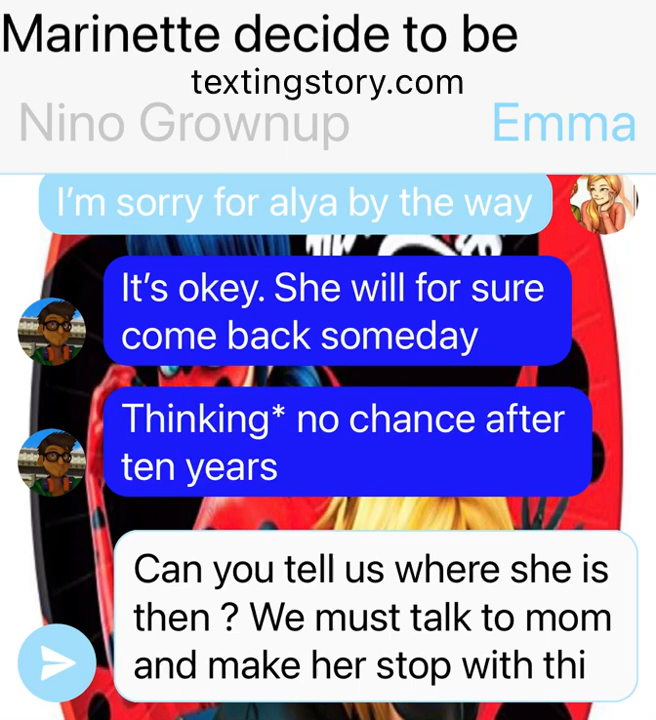 Marinette decide to be
textingstory.com
Nino Grownup Emma
I'm sorry for alya by the way
It's okey. She will for sure
come back someday
Thinking* no chance after
ten years
Can you tell us where she is
then ? We must talk to mom
and make her stop with thi